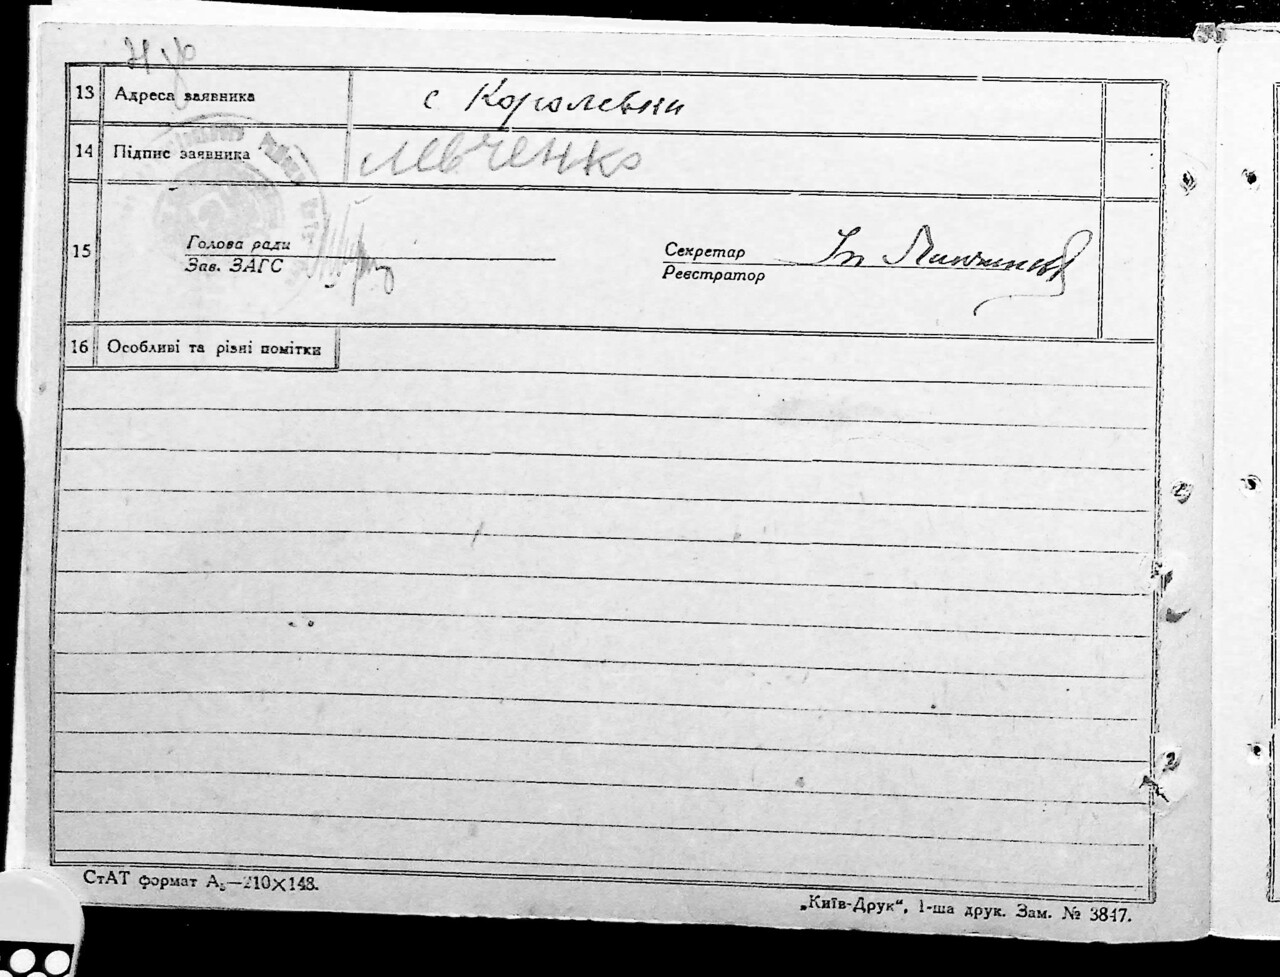 13 Адреса заявника с Королевки
14 Підпис заявника Левченко
15 Голова ради
Зав. ЗАГС
Секретар
Реєстратор
16 Особливі та різні помітки
СтАТ формат А₅—210×148.
„Київ-Друк“, 1-ша друк. Зам. № 3847.